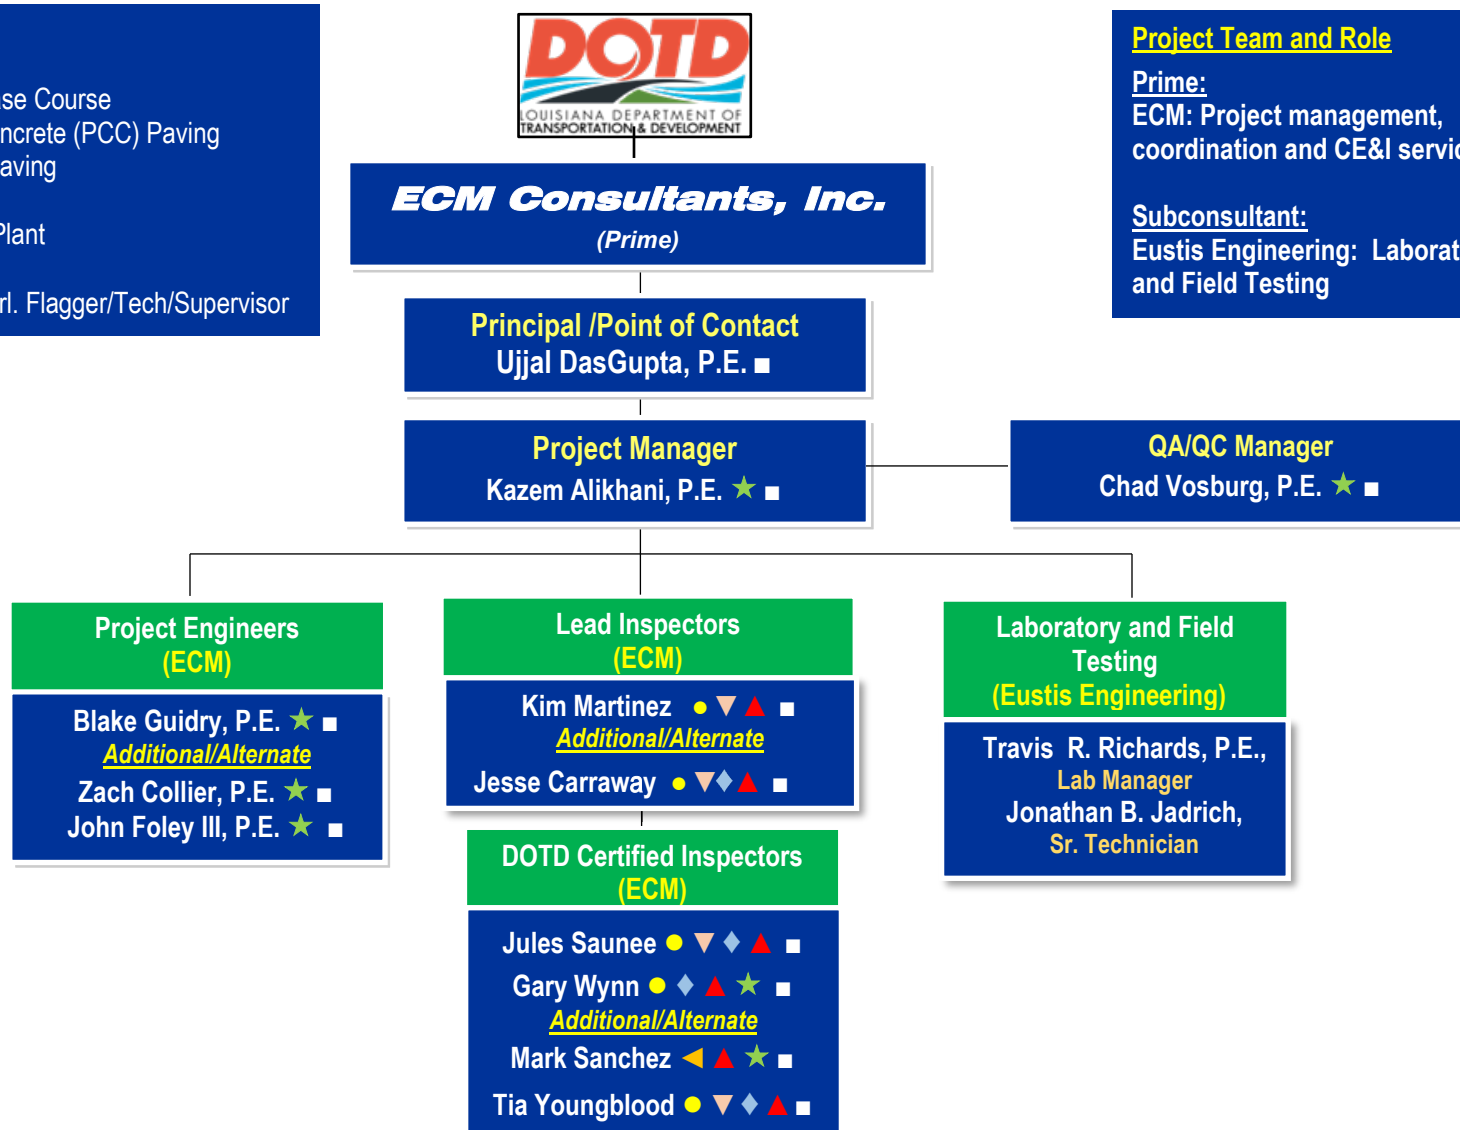 ase Course
ncrete (PCC) Paving
aving
Plant
rl. Flagger/Tech/Supervisor
DOTD
LOUISIANA DEPARTMENT OF
TRANSPORTATION & DEVELOPMENT
Project Team and Role
Prime:
ECM: Project management,
coordination and CE&I servic
Subconsultant:
Eustis Engineering: Laborat
and Field Testing
ECM Consultants, Inc.
(Prime)
Principal /Point of Contact
Ujjal DasGupta, P.E. ■
Project Manager
Kazem Alikhani, P.E. ★ ■
QA/QC Manager
Chad Vosburg, P.E. ★ ■
Project Engineers
(ECM)
Blake Guidry, P.E. ★ ■
Additional/Alternate
Zach Collier, P.E. ★ ■
John Foley III, P.E. ★ ■
Lead Inspectors
(ECM)
Kim Martinez ● ▼ ▲ ■
Additional/Alternate
Jesse Carraway ● ▼ ♦ ▲ ■
DOTD Certified Inspectors
(ECM)
Jules Saunee ● ▼ ♦ ▲ ■
Gary Wynn ● ♦ ▲ ★ ■
Additional/Alternate
Mark Sanchez ◀ ▲ ★ ■
Tia Youngblood ● ▼ ♦ ▲ ■
Laboratory and Field
Testing
(Eustis Engineering)
Travis R. Richards, P.E.,
Lab Manager
Jonathan B. Jadrich,
Sr. Technician